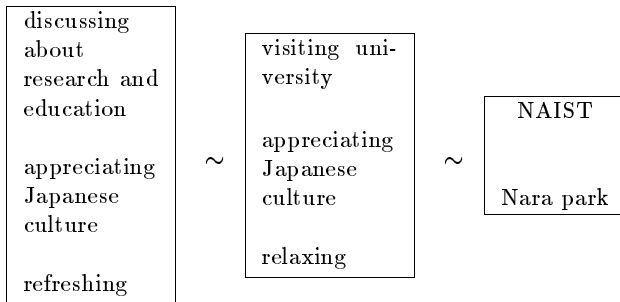 discussing
about
research and
education
appreciating
Japanese
culture
refreshing
~
visiting uni-
versity
appreciating
Japanese
culture
relaxing
~
NAIST
Nara park